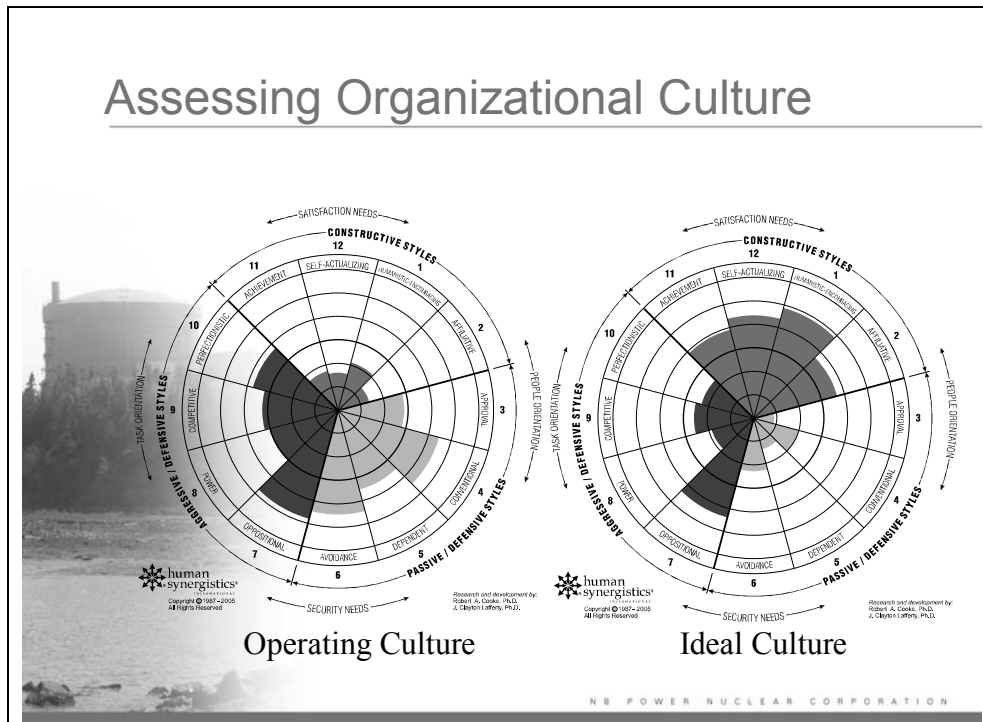 Assessing Organizational Culture
SATISFACTION NEEDS
CONSTRUCTIVE STYLES
12
11
1
ACHIEVEMENT
SELF-ACTUALIZING
HUMANISTIC-ENCOURAGING
10
2
PERFECTIONISTIC
AFFILIATIVE
TASK ORIENTATION
AGGRESSIVE / DEFENSIVE STYLES
9
COMPETITIVE
APPROVAL
3
PEOPLE ORIENTATION
8
POWER
CONVENTIONAL
4
OPPOSITIONAL
AVOIDANCE
DEPENDENT
7
6
5
PASSIVE / DEFENSIVE STYLES
SECURITY NEEDS
human
synergistics®
INTERNATIONAL
Copyright © 1987–2005
All Rights Reserved
Research and development by:
Robert A. Cooke, Ph.D.
J. Clayton Lafferty, Ph.D.
Operating Culture
SATISFACTION NEEDS
CONSTRUCTIVE STYLES
12
11
1
ACHIEVEMENT
SELF-ACTUALIZING
HUMANISTIC-ENCOURAGING
10
2
PERFECTIONISTIC
AFFILIATIVE
TASK ORIENTATION
AGGRESSIVE / DEFENSIVE STYLES
9
COMPETITIVE
APPROVAL
3
PEOPLE ORIENTATION
8
POWER
CONVENTIONAL
4
OPPOSITIONAL
AVOIDANCE
DEPENDENT
7
6
5
PASSIVE / DEFENSIVE STYLES
SECURITY NEEDS
human
synergistics®
INTERNATIONAL
Copyright © 1987–2005
All Rights Reserved
Research and development by:
Robert A. Cooke, Ph.D.
J. Clayton Lafferty, Ph.D.
Ideal Culture
NB POWER NUCLEAR CORPORATION